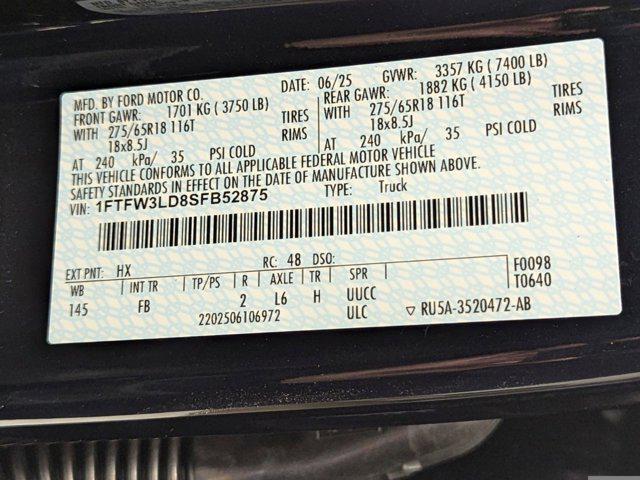 MFD. BY FORD MOTOR CO. DATE: 06/25 GVWR: 3357 KG ( 7400 LB)
FRONT GAWR: 1701 KG ( 3750 LB) REAR GAWR: 1882 KG ( 4150 LB)
WITH 275/65R18 116T TIRES WITH 275/65R18 116T TIRES
18x8.5J RIMS 18x8.5J RIMS
AT 240 kPa/ 35 PSI COLD AT 240 kPa/ 35 PSI COLD
THIS VEHICLE CONFORMS TO ALL APPLICABLE FEDERAL MOTOR VEHICLE
SAFETY STANDARDS IN EFFECT ON THE DATE OF MANUFACTURE SHOWN ABOVE.
VIN: 1FTFW3LD8SFB52875 TYPE: Truck
EXT PNT: HX RC: 48 DSO:
WB INT TR TP/PS R AXLE TR SPR F0098
145 FB 2 L6 H UUCC T0640
2202506106972 ULC ▽ RU5A-3520472-AB